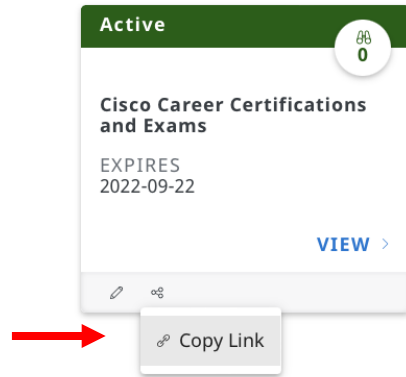 Active
0
Cisco Career Certifications
and Exams
EXPIRES
2022-09-22
VIEW >
Copy Link